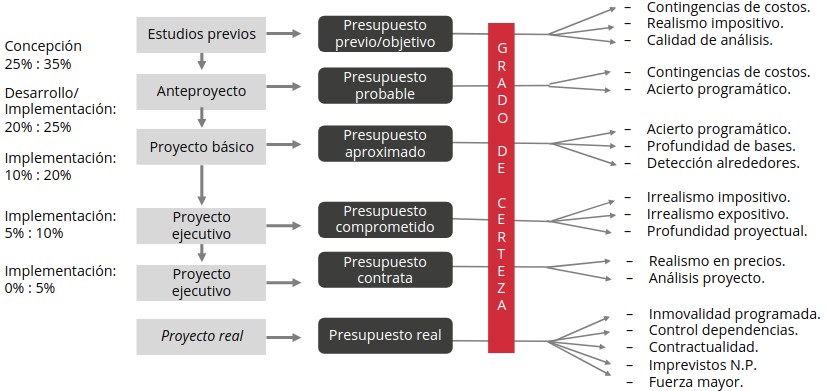 Concepción
25% : 35%
Estudios previos
Presupuesto
previo/objetivo
– Contingencias de costos.
– Realismo impositivo.
– Calidad de análisis.
Desarrollo/
Implementación:
20% : 25%
Anteproyecto
Presupuesto
probable
– Contingencias de costos.
– Acierto programático.
Implementación:
10% : 20%
Proyecto básico
Presupuesto
aproximado
– Acierto programático.
– Profundidad de bases.
– Detección alrededores.
Implementación:
5% : 10%
Proyecto
ejecutivo
Presupuesto
comprometido
– Irrealismo impositivo.
– Irrealismo expositivo.
– Profundidad proyectual.
Implementación:
0% : 5%
Proyecto
ejecutivo
Presupuesto
contrata
– Realismo en precios.
– Análisis proyecto.
Proyecto real
Presupuesto real
– Inmovalidad programada.
– Control dependencias.
– Contractualidad.
– Imprevistos N.P.
– Fuerza mayor.
GRADO DE CERTEZA